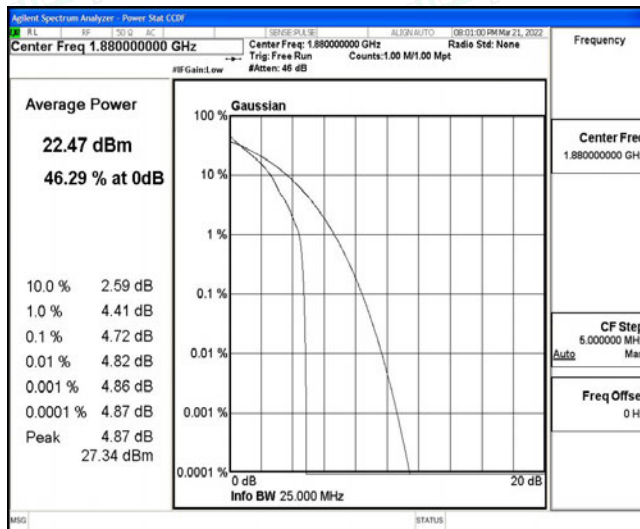 Agilent Spectrum Analyzer - Power Stat CCDF
RL RF 50 Ω AC SENSE:PULSE ALIGN AUTO 08:01:00 PM Mar 21, 2022
Center Freq 1.880000000 GHz
Center Freq: 1.880000000 GHz Radio Std: None
Trig: Free Run Counts:1.00 M/1.00 Mpt
#IFGain:Low #Atten: 46 dB
Frequency
Average Power
22.47 dBm
46.29 % at 0dB
10.0 % 2.59 dB
1.0 % 4.41 dB
0.1 % 4.72 dB
0.01 % 4.82 dB
0.001 % 4.86 dB
0.0001 % 4.87 dB
Peak 4.87 dB
27.34 dBm
Gaussian
100 %
10 %
1 %
0.1 %
0.01 %
0.001 %
0.0001 %
0 dB 20 dB
Info BW 25.000 MHz
Center Freq
1.880000000 GH
CF Step
5.000000 MH
Auto Ma
Freq Offse
0 H
MSG STATUS